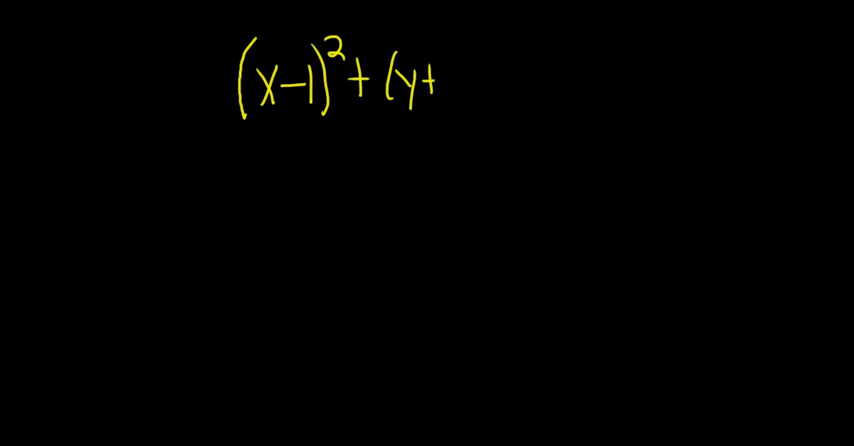 (x-1)² + (y+